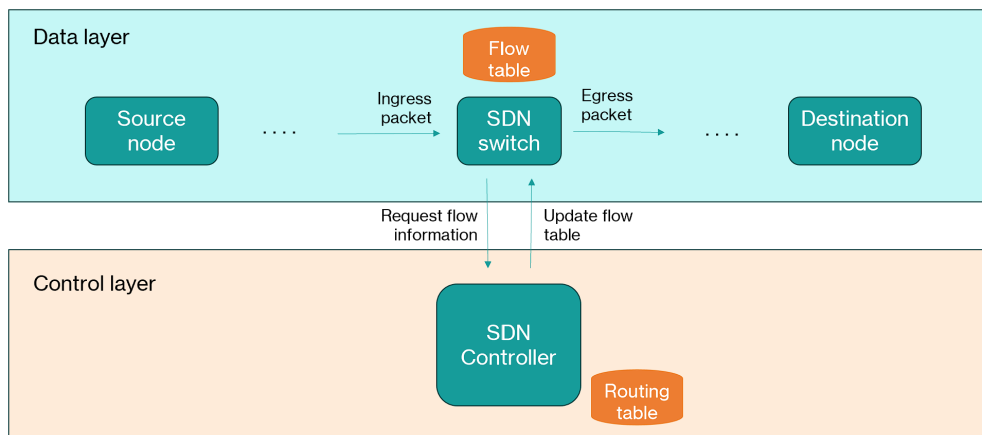 Data layer
Flow
table
Source
node
. . . .
Ingress
packet
SDN
switch
Egress
packet
. . . .
Destination
node
Request flow
information
Update flow
table
Control layer
SDN
Controller
Routing
table